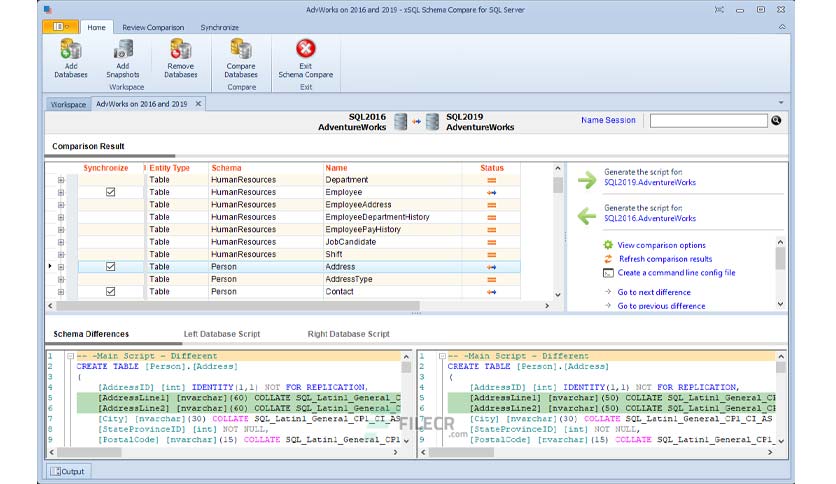 AdvWorks on 2016 and 2019 - xSQL Schema Compare for SQL Server
Home Review Comparison Synchronize
Add Databases
Add Snapshots
Remove Databases
Compare Databases
Exit Schema Compare
Workspace Compare Exit
Workspace AdvWorks on 2016 and 2019
SQL2016 AdventureWorks
SQL2019 AdventureWorks
Name Session
Comparison Result
Synchronize Entity Type Schema Name Status
Table HumanResources Department
Table HumanResources Employee
Table HumanResources EmployeeAddress
Table HumanResources EmployeeDepartmentHistory
Table HumanResources EmployeePayHistory
Table HumanResources JobCandidate
Table HumanResources Shift
Table Person Address
Table Person AddressType
Table Person Contact
Generate the script for:
SQL2019.AdventureWorks
Generate the script for:
SQL2016.AdventureWorks
View comparison options
Refresh comparison results
Create a command line config file
Go to next difference
Go to previous difference
Schema Differences Left Database Script Right Database Script
1 -- -Main Script - Different
2 CREATE TABLE [Person].[Address]
3 (
4 [AddressID] [int] IDENTITY(1,1) NOT FOR REPLICATION,
5 [AddressLine1] [nvarchar](60) COLLATE SQL_Latin1_General_C
6 [AddressLine2] [nvarchar](60) COLLATE SQL_Latin1_General_C
7 [City] [nvarchar](30) COLLATE SQL_Latin1_General_CP1_CI_AS
8 [StateProvinceID] [int] NOT NULL,
9 [PostalCode] [nvarchar](15) COLLATE SQL_Latin1_General_CP1_
1 -- -Main Script - Different
2 CREATE TABLE [Person].[Address]
3 (
4 [AddressID] [int] IDENTITY(1,1) NOT FOR REPLICATION,
5 [AddressLine1] [nvarchar](50) COLLATE SQL_Latin1_General_CP
6 [AddressLine2] [nvarchar](50) COLLATE SQL_Latin1_General_CP
7 [City] [nvarchar](30) COLLATE SQL_Latin1_General_CP1_CI_AS
8 [StateProvinceID] [int] NOT NULL,
9 [PostalCode] [nvarchar](15) COLLATE SQL_Latin1_General_CP1_
FILECR
.com
Output